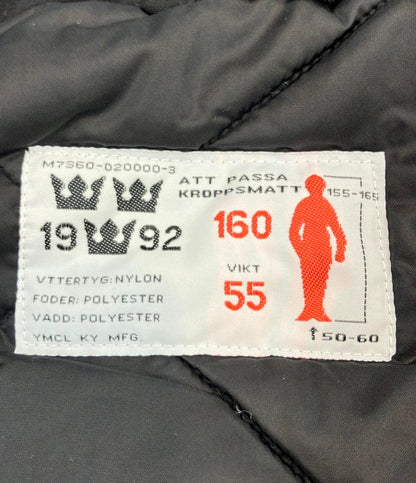 M7360-020000-3
19 92
YTTERTYG: NYLON
FODER: POLYESTER
VADD: POLYESTER
YMCL KY MFG
ATT PASSA
KROPPSMATT
160
VIKT
55
155-165
↑50-60